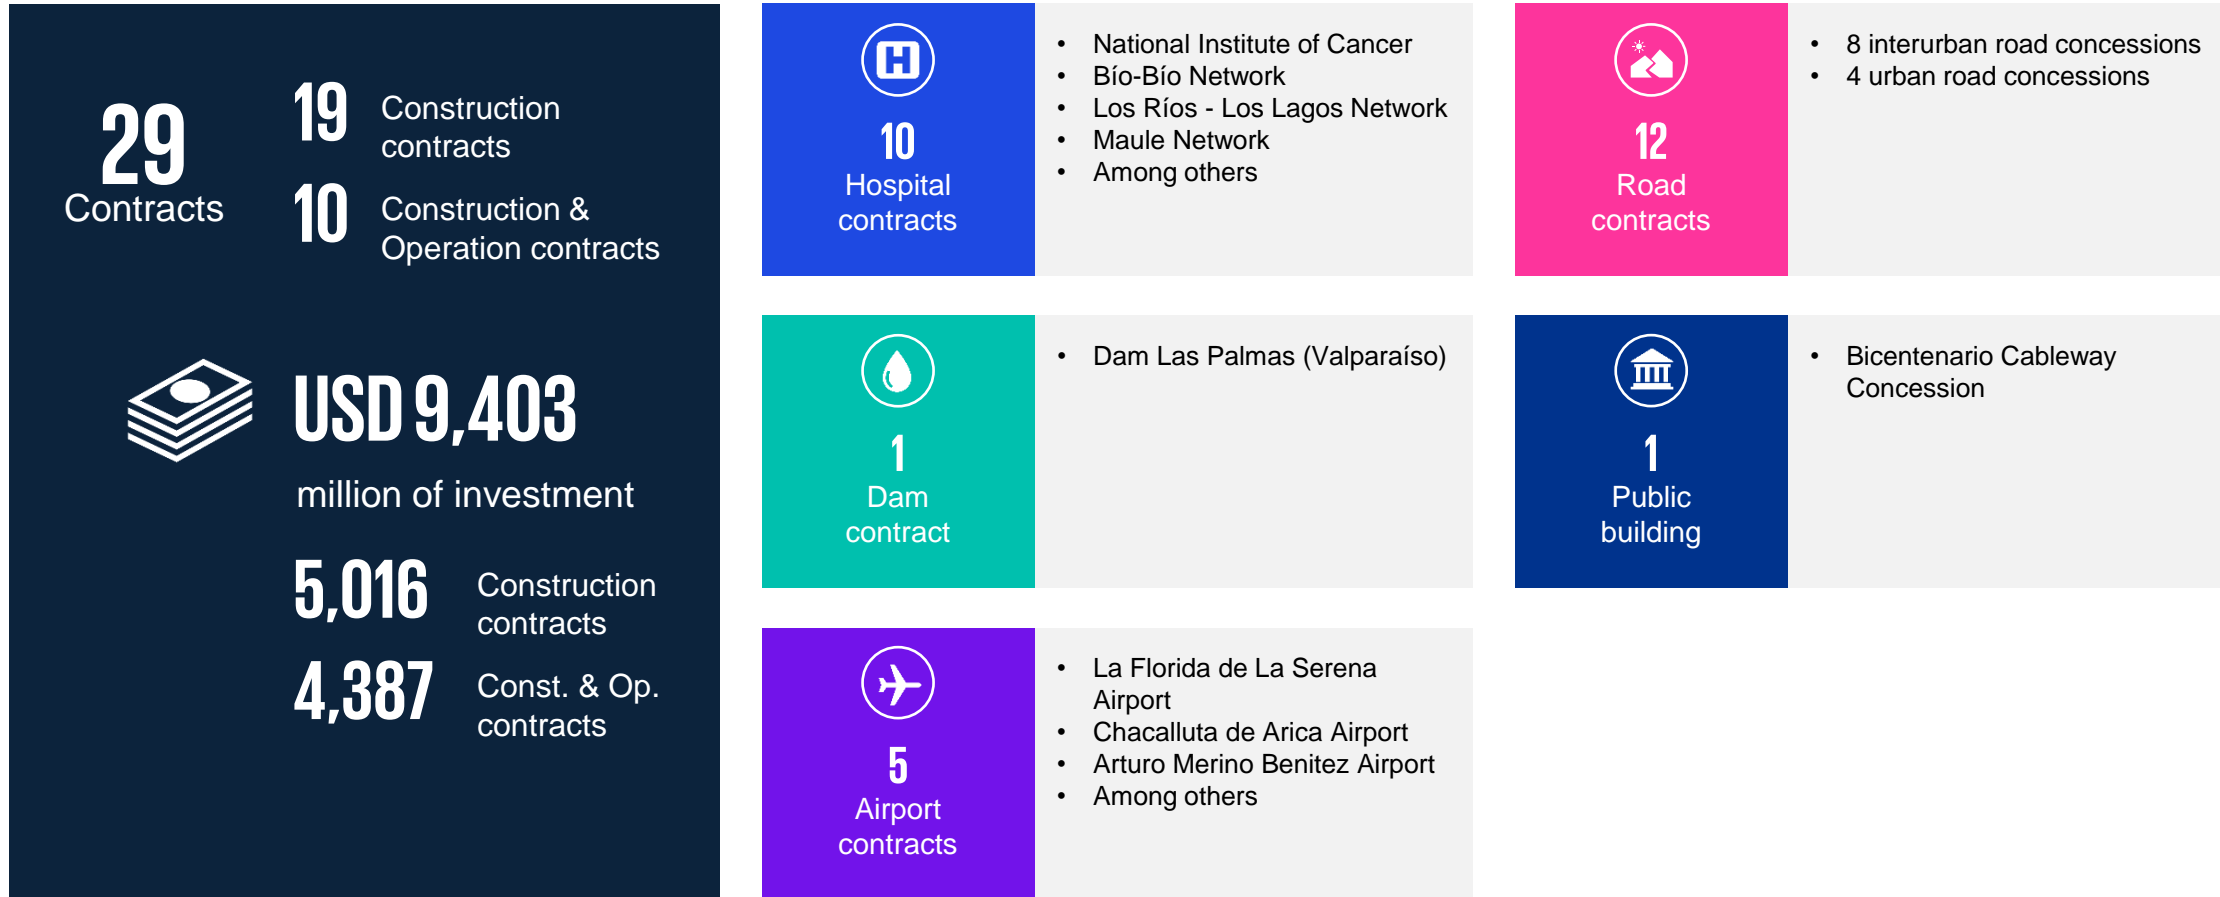 29
Contracts
19
Construction
contracts
10
Construction &
Operation contracts
USD 9,403
million of investment
5,016
Construction
contracts
4,387
Const. & Op.
contracts
H
10
Hospital
contracts
• National Institute of Cancer
• Bío-Bío Network
• Los Ríos - Los Lagos Network
• Maule Network
• Among others
12
Road
contracts
• 8 interurban road concessions
• 4 urban road concessions
1
Dam
contract
• Dam Las Palmas (Valparaíso)
1
Public
building
• Bicentenario Cableway
Concession
5
Airport
contracts
• La Florida de La Serena
Airport
• Chacalluta de Arica Airport
• Arturo Merino Benitez Airport
• Among others